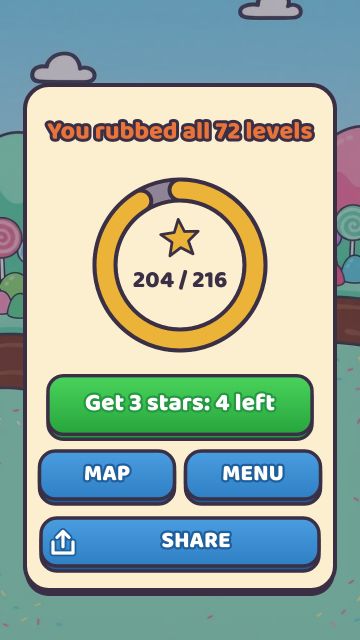 You rubbed all 72 levels
204 / 216
Get 3 stars: 4 left
MAP
MENU
SHARE